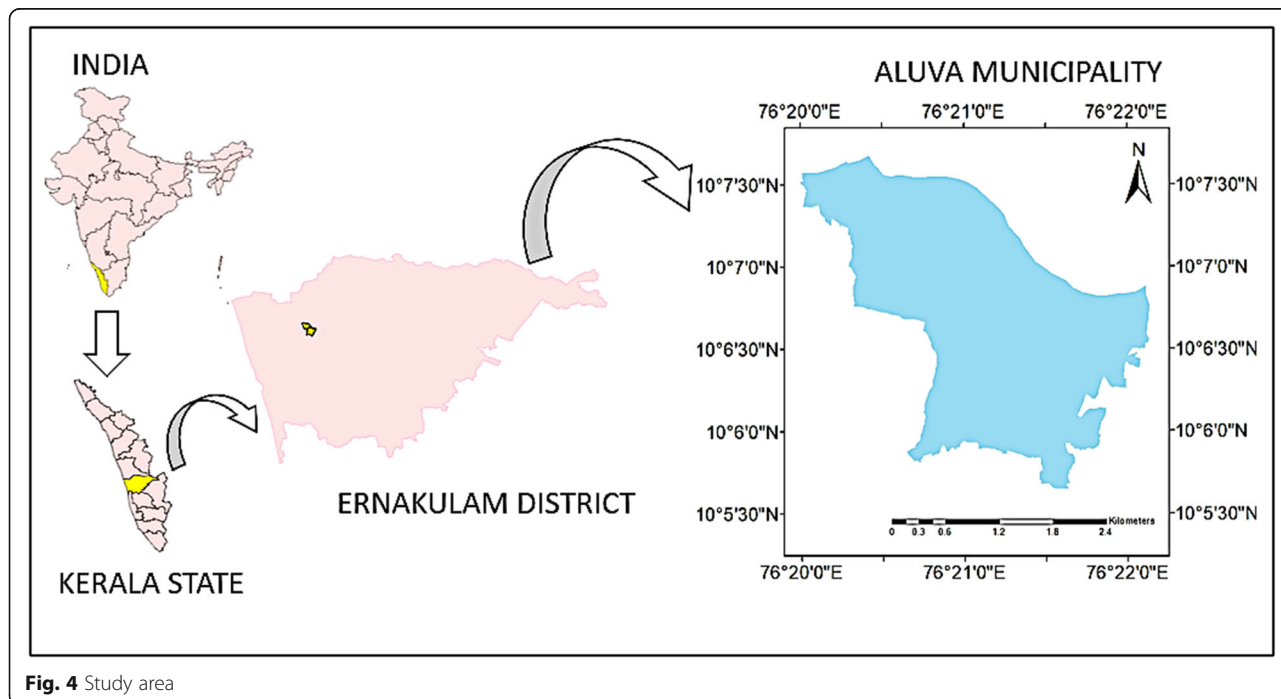 INDIA
KERALA STATE
ERNAKULAM DISTRICT
ALUVA MUNICIPALITY
76°20'0"E 76°21'0"E 76°22'0"E
N
10°7'30"N 10°7'30"N
10°7'0"N 10°7'0"N
10°6'30"N 10°6'30"N
10°6'0"N 10°6'0"N
10°5'30"N 10°5'30"N
Kilometers
0 0.3 0.6 1.2 1.8 2.4
76°20'0"E 76°21'0"E 76°22'0"E
Fig. 4 Study area